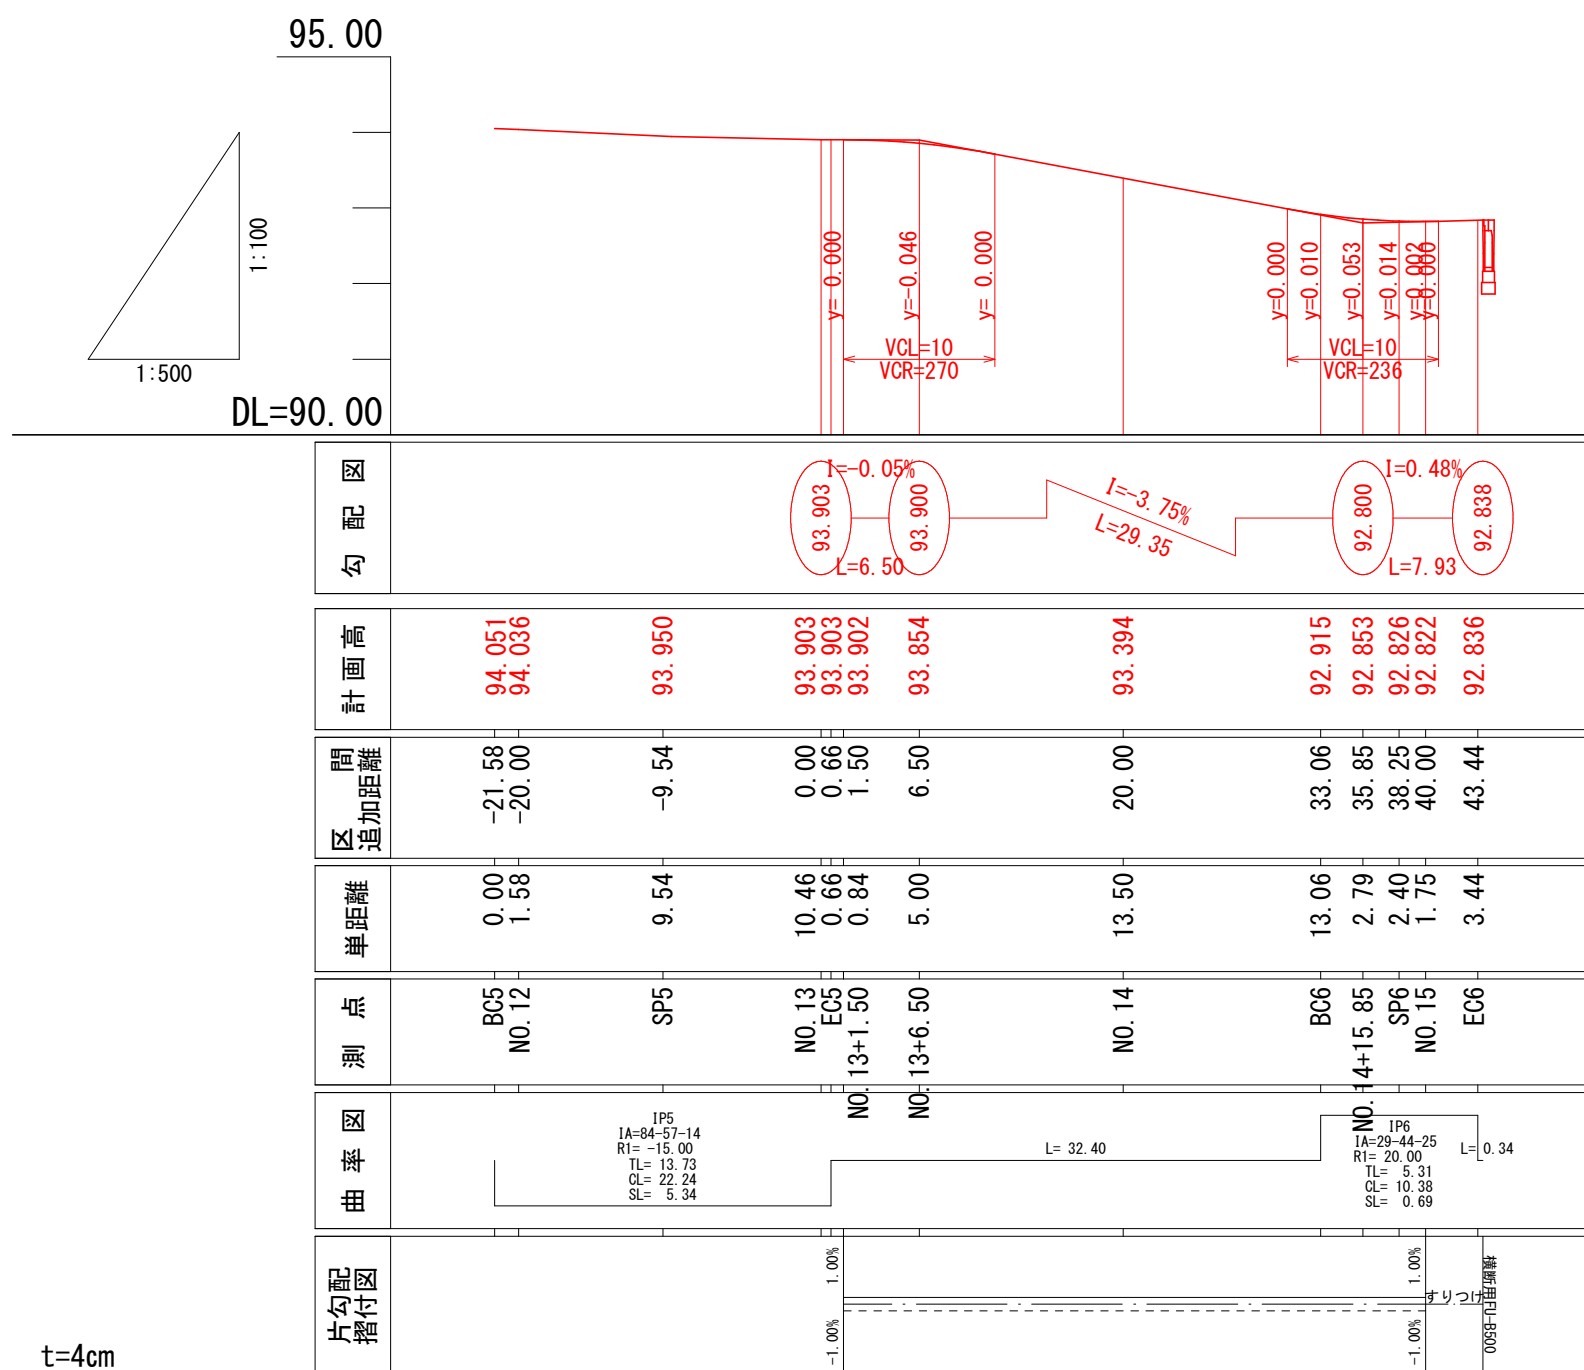 95.00
1:100
1:500
DL=90.00
y= 0.000
y=-0.046
y= 0.000
VCL=10
VCR=270
y=0.000
y=0.010
y=0.053
y=0.014
y=0.002
y=0.000
VCL=10
VCR=236
勾配図
93.903
I=-0.05%
L=6.50
93.900
I=-3.75%
L=29.35
92.800
I=0.48%
L=7.93
92.838
計画高
94.051
94.036
93.950
93.903
93.903
93.902
93.854
93.394
92.915
92.853
92.826
92.822
92.836
区間
追加距離
-21.58
-20.00
-9.54
0.00
0.66
1.50
6.50
20.00
33.06
35.85
38.25
40.00
43.44
単距離
0.00
1.58
9.54
10.46
0.66
0.84
5.00
13.50
13.06
2.79
2.40
1.75
3.44
測点
BC5
NO.12
SP5
NO.13
EC5
NO.13+1.50
NO.13+6.50
NO.14
BC6
NO.14+15.85
SP6
NO.15
EC6
曲率図
IP5
IA=84-57-14
R1= -15.00
TL= 13.73
CL= 22.24
SL= 5.34
L= 32.40
IP6
IA=29-44-25
R1= 20.00
TL= 5.31
CL= 10.38
SL= 0.69
L= 0.34
片勾配
摺付図
1.00%
-1.00%
1.00%
-1.00%
すりつけ
横断用FU-B500
t=4cm